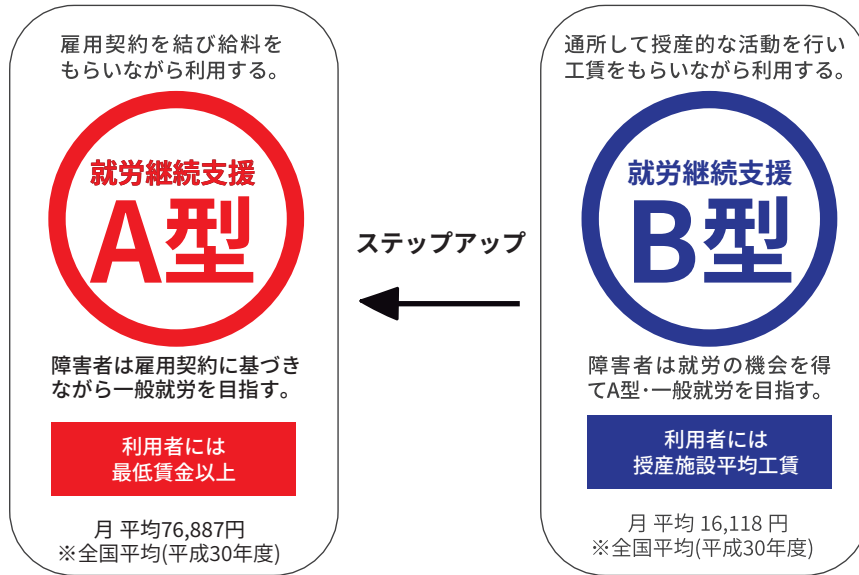 雇用契約を結び給料を
もらいながら利用する。
就労継続支援
A型
障害者は雇用契約に基づき
ながら一般就労を目指す。
利用者には
最低賃金以上
月 平均76,887円
※全国平均(平成30年度)
ステップアップ
通所して授産的な活動を行い
工賃をもらいながら利用する。
就労継続支援
B型
障害者は就労の機会を得
てA型･一般就労を目指す。
利用者には
授産施設平均工賃
月 平均 16,118 円
※全国平均(平成30年度)